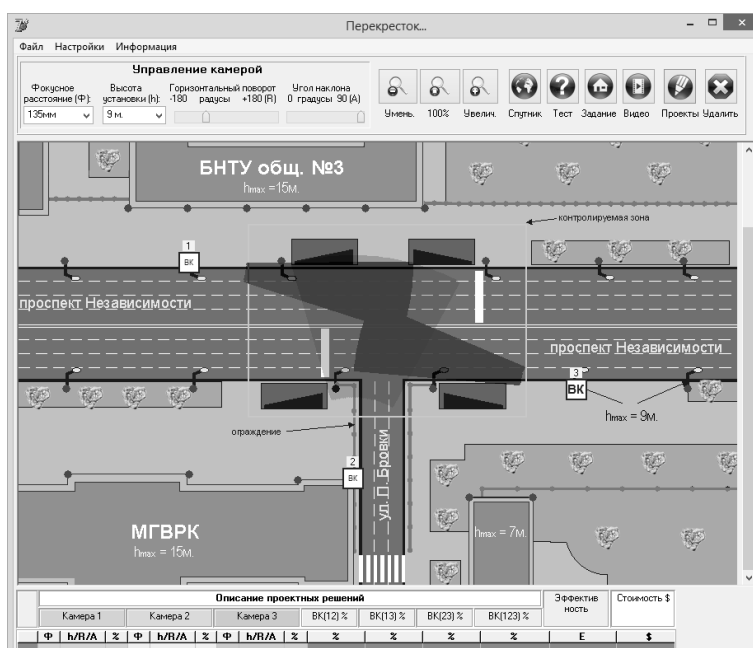 Перекресток...
Файл Настройки Информация
Управление камерой
Фокусное расстояние (Ф):
135мм
Высота установки (h):
9 м.
Горизонтальный поворот
-180 радусы +180 (R)
Угол наклона
0 градусы 90 (A)
Умень. 100% Увелич. Спутник Тест Задание Видео Проекты Удалить
БНТУ общ. №3
hmax =15м.
контролируемая зона
1
ВК
проспект Независимости
проспект Независимости
3
ВК
hmax = 9м.
ограждение
2
ВК
ул. П. Бровки
МГВРК
hmax = 15м.
hmax = 7м.
Описание проектных решений
Эффектив ность
Стоимость $
Камера 1 Камера 2 Камера 3 ВК(12) % ВК(13) % ВК(23) % ВК(123) %
Ф h/R/A % Ф h/R/A % Ф h/R/A % % % % % E $